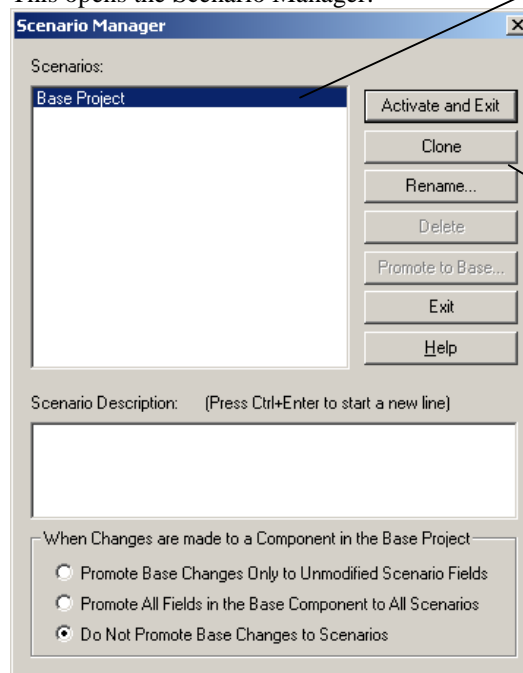 This opens the Scenario Manager.
Scenario Manager
Scenarios:
Base Project
Activate and Exit
Clone
Rename...
Delete
Promote to Base...
Exit
Help
Scenario Description: (Press Ctrl+Enter to start a new line)
When Changes are made to a Component in the Base Project
Promote Base Changes Only to Unmodified Scenario Fields
Promote All Fields in the Base Component to All Scenarios
Do Not Promote Base Changes to Scenarios